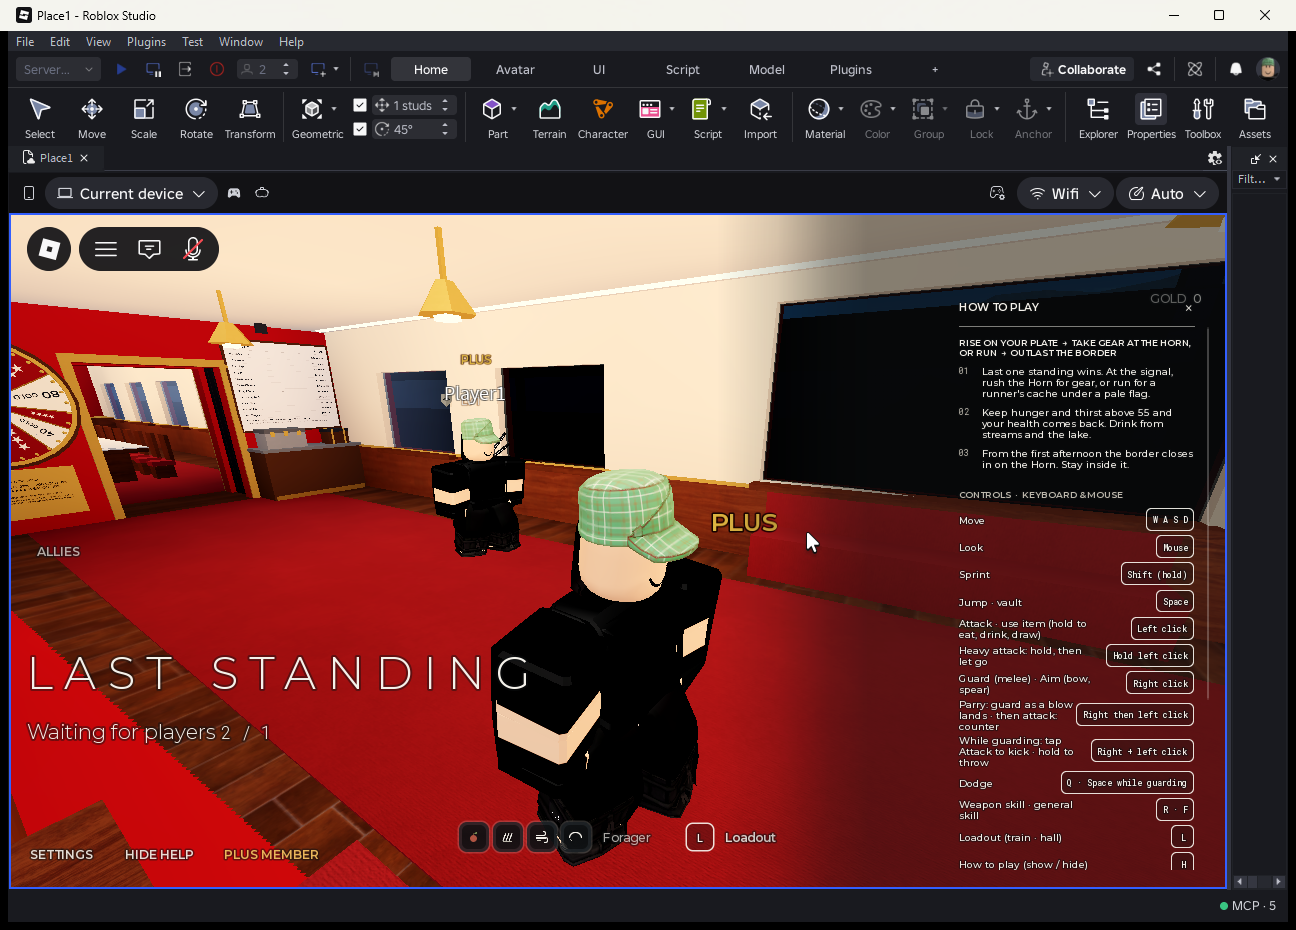 Place1 - Roblox Studio
File Edit View Plugins Test Window Help
Server... 2 Home Avatar UI Script Model Plugins + Collaborate
1 studs
45°
Select Move Scale Rotate Transform Geometric Part Terrain Character GUI Script Import Material Color Group Lock Anchor Explorer Properties Toolbox Assets
Place1
Filt...
Current device Wifi Auto
GOLD 0
HOW TO PLAY
RISE ON YOUR PLATE → TAKE GEAR AT THE HORN,
OR RUN → OUTLAST THE BORDER
01 Last one standing wins. At the signal,
rush the Horn for gear, or run for a
runner's cache under a pale flag.
02 Keep hunger and thirst above 55 and
your health comes back. Drink from
streams and the lake.
03 From the first afternoon the border closes
in on the Horn. Stay inside it.
CONTROLS · KEYBOARD & MOUSE
Move W A S D
Look Mouse
Sprint Shift (hold)
Jump · vault Space
Attack · use item (hold to
eat, drink, draw) Left click
Heavy attack: hold, then
let go Hold left click
Guard (melee) · Aim (bow,
spear) Right click
Parry: guard as a blow
lands · then attack:
counter Right then left click
While guarding: tap
Attack to kick · hold to
throw Right + left click
Dodge Q · Space while guarding
Weapon skill · general
skill R · F
Loadout (train · hall) L
How to play (show / hide) H
PLUS
Player1
PLUS
ALLIES
LAST STANDING
Waiting for players 2 / 1
SETTINGS HIDE HELP PLUS MEMBER
Forager L Loadout
MCP · 5